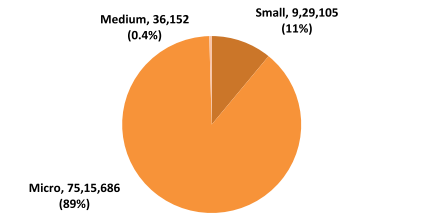 Medium, 36,152
(0.4%)
Small, 9,29,105
(11%)
Micro, 75,15,686
(89%)